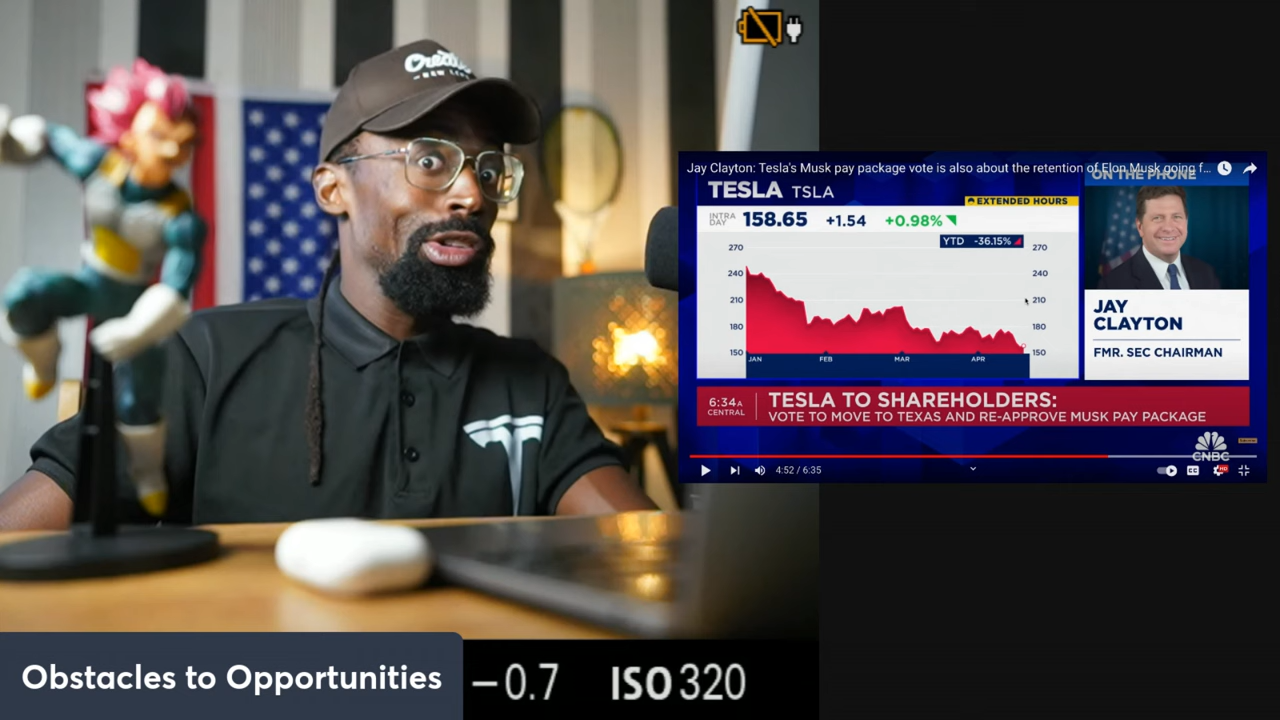 Creative
NEW
Jay Clayton: Tesla's Musk pay package vote is also about the retention of Elon Musk going f...
ON THE PHONE
TESLA TSLA
EXTENDED HOURS
INTRA
DAY
158.65 +1.54 +0.98%
YTD -36.15%
270 270
240 240
210 210
180 180
150 150
JAN FEB MAR APR
JAY
CLAYTON
FMR. SEC CHAIRMAN
6:34A
CENTRAL
TESLA TO SHAREHOLDERS:
VOTE TO MOVE TO TEXAS AND RE-APPROVE MUSK PAY PACKAGE
CNBC
4:52 / 6:35
CC
HD
Obstacles to Opportunities
−0.7 ISO 320